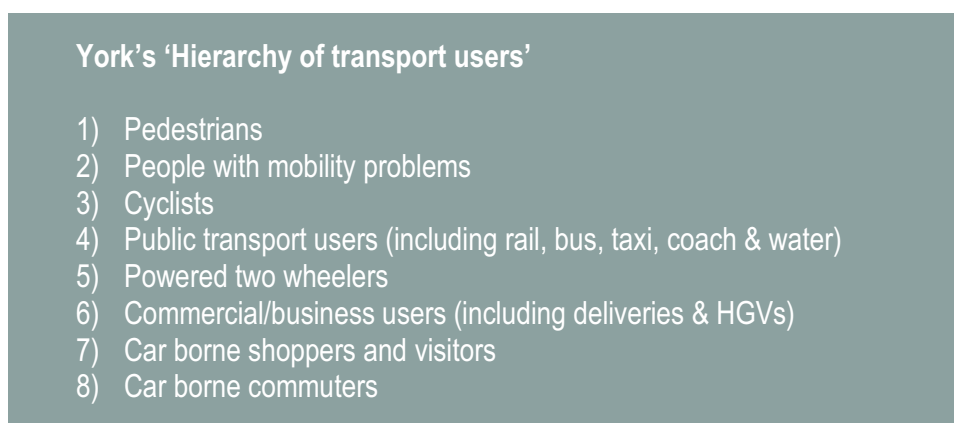 York’s ‘Hierarchy of transport users’
1) Pedestrians
2) People with mobility problems
3) Cyclists
4) Public transport users (including rail, bus, taxi, coach & water)
5) Powered two wheelers
6) Commercial/business users (including deliveries & HGVs)
7) Car borne shoppers and visitors
8) Car borne commuters